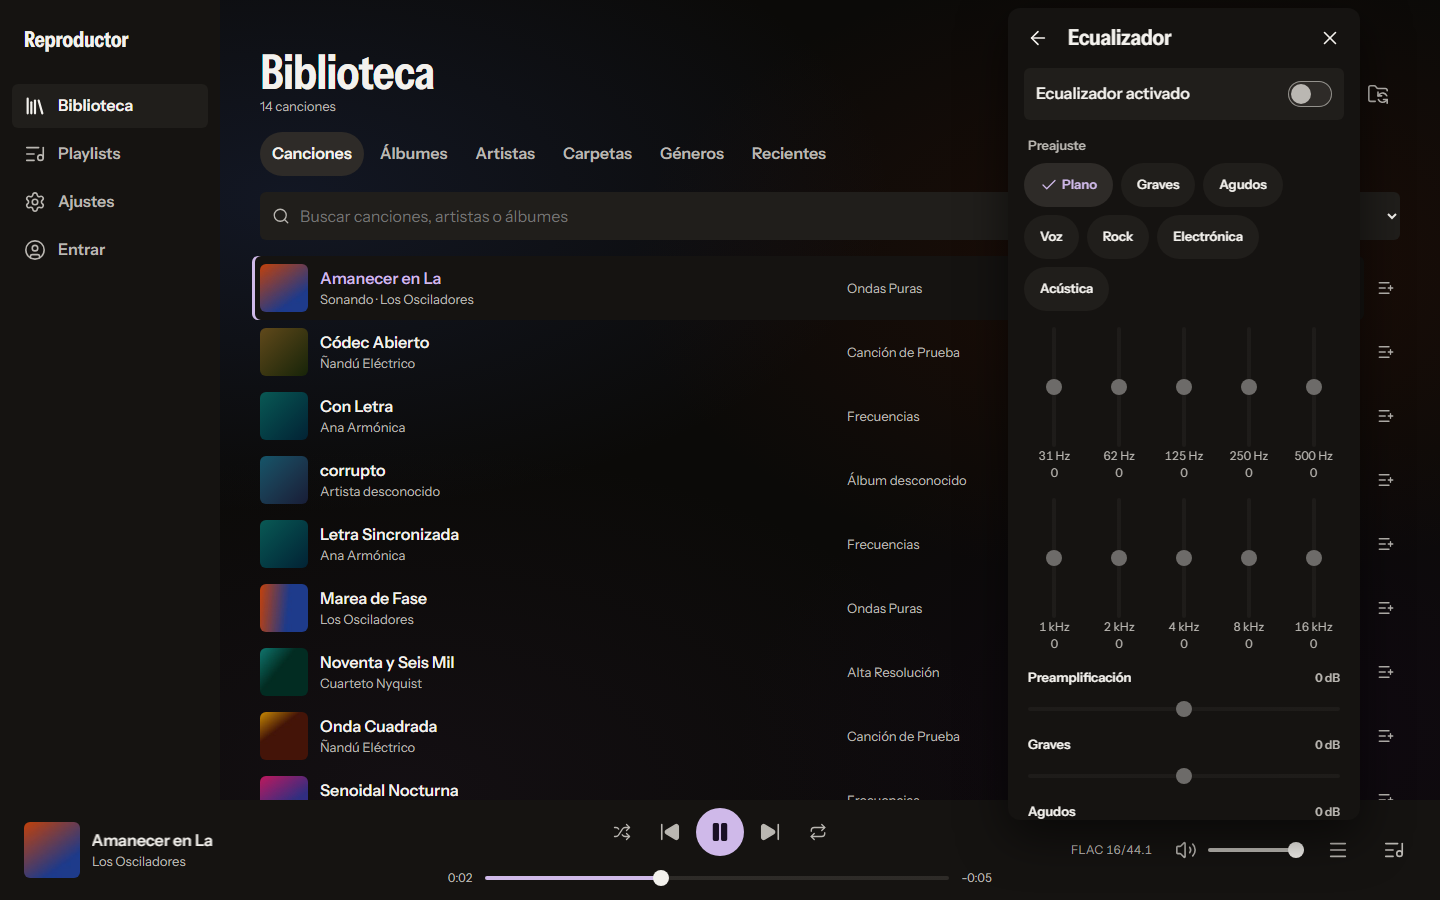 Reproductor
Biblioteca
Playlists
Ajustes
Entrar
Biblioteca
14 canciones
Canciones
Álbumes
Artistas
Carpetas
Géneros
Recientes
Buscar canciones, artistas o álbumes
Amanecer en La
Sonando · Los Osciladores
Ondas Puras
Códec Abierto
Ñandú Eléctrico
Canción de Prueba
Con Letra
Ana Armónica
Frecuencias
corrupto
Artista desconocido
Álbum desconocido
Letra Sincronizada
Ana Armónica
Frecuencias
Marea de Fase
Los Osciladores
Ondas Puras
Noventa y Seis Mil
Cuarteto Nyquist
Alta Resolución
Onda Cuadrada
Ñandú Eléctrico
Canción de Prueba
Senoidal Nocturna
Frecuencias
Ecualizador
Ecualizador activado
Preajuste
Plano
Graves
Agudos
Voz
Rock
Electrónica
Acústica
31 Hz 62 Hz 125 Hz 250 Hz 500 Hz
0 0 0 0 0
1 kHz 2 kHz 4 kHz 8 kHz 16 kHz
0 0 0 0 0
Preamplificación 0 dB
Graves 0 dB
Agudos 0 dB
Amanecer en La
Los Osciladores
0:02
-0:05
FLAC 16/44.1